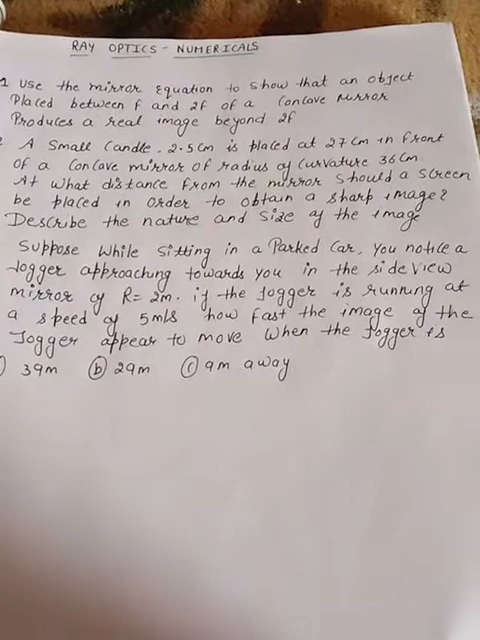 RAY OPTICS - NUMERICALS
1 Use the mirror Equation to show that an object
Placed between f and 2f of a Concave Mirror
Produces a real image beyond 2f
A Small Candle. 2.5cm is placed at 27cm in front
of a Concave mirror of radius of Curvature 36cm.
At what distance from the mirror should a screen
be placed in order to obtain a sharp image?
Describe the nature and Size of the image
Suppose While Sitting in a Parked Car, you notice a
Jogger approaching towards you in the side view
mirror of R= 2m. if the Jogger is running at
a speed of 5m/s how fast the image of the
Jogger appear to move when the Jogger is
) 39m (b) 29m (c) 9m away